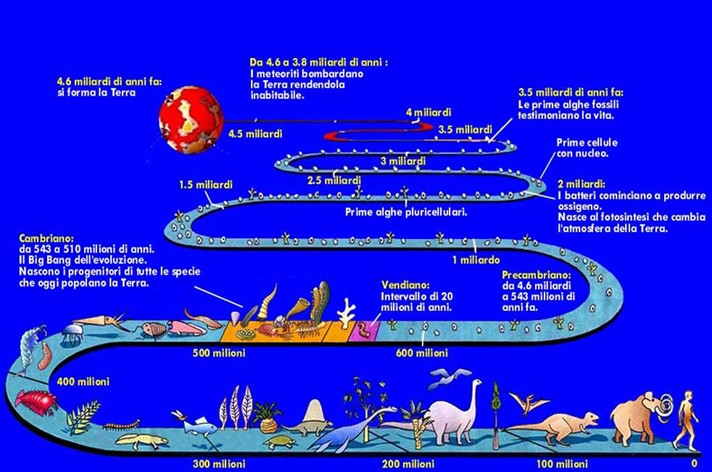 Da 4.6 a 3.8 miliardi di anni :
I meteoriti bombardano
la Terra rendendola
inabitabile.
4.6 miliardi di anni fa:
si forma la Terra
3.5 miliardi di anni fa:
Le prime alghe fossili
testimoniano la vita.
4 miliardi
4.5 miliardi
3.5 miliardi
Prime cellule
con nucleo.
3 miliardi
2.5 miliardi
1.5 miliardi
2 miliardi:
I batteri cominciano a produrre
ossigeno.
Nasce al fotosintesi che cambia
l'atmosfera della Terra.
Prime alghe pluricellulari.
Cambriano:
da 543 a 510 milioni di anni.
Il Big Bang dell'evoluzione.
Nascono i progenitori di tutte le specie
che oggi popolano la Terra.
1 miliardo
Vendiano:
Intervallo di 20
milioni di anni.
Precambriano:
da 4.6 miliardi
a 543 milioni di
anni fa.
500 milioni
600 milioni
400 milioni
300 milioni
200 milioni
100 milioni
0